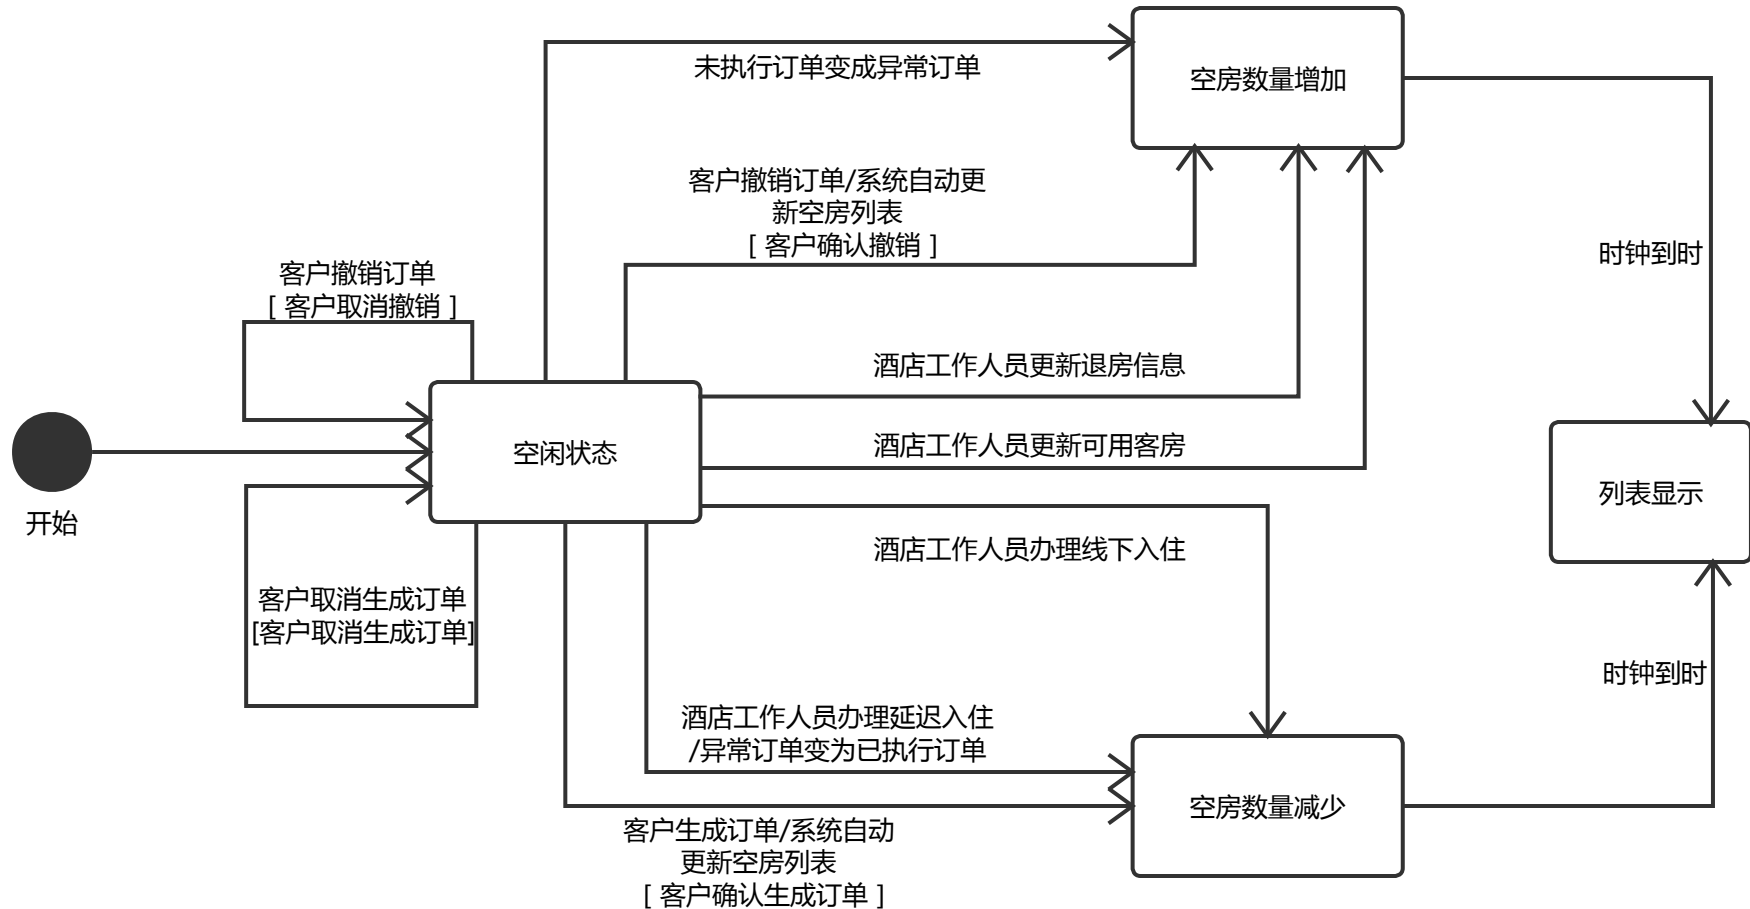 未执行订单变成异常订单
空房数量增加
客户撤销订单/系统自动更
新空房列表
[ 客户确认撤销 ]
时钟到时
客户撤销订单
[ 客户取消撤销 ]
酒店工作人员更新退房信息
酒店工作人员更新可用客房
空闲状态
列表显示
开始
酒店工作人员办理线下入住
客户取消生成订单
[客户取消生成订单]
时钟到时
酒店工作人员办理延迟入住
/异常订单变为已执行订单
空房数量减少
客户生成订单/系统自动
更新空房列表
[ 客户确认生成订单 ]